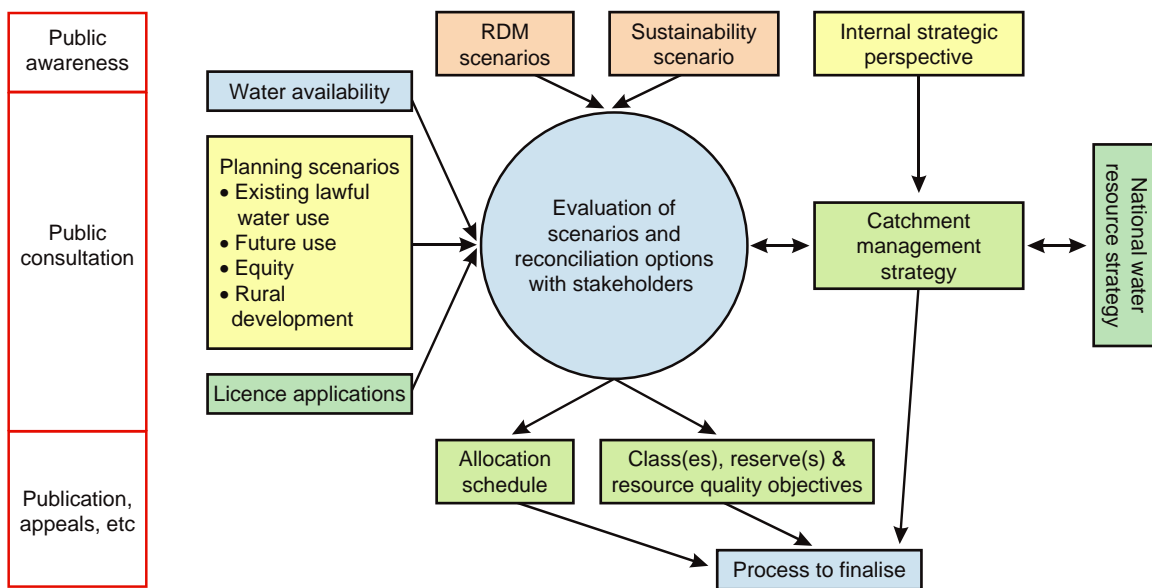 Public
awareness
Public
consultation
Publication,
appeals, etc
RDM
scenarios
Sustainability
scenario
Internal strategic
perspective
Water availability
Planning scenarios
• Existing lawful
water use
• Future use
• Equity
• Rural
development
Licence applications
Evaluation of
scenarios and
reconciliation options
with stakeholders
Catchment
management
strategy
National water
resource strategy
Allocation
schedule
Class(es), reserve(s) &
resource quality objectives
Process to finalise